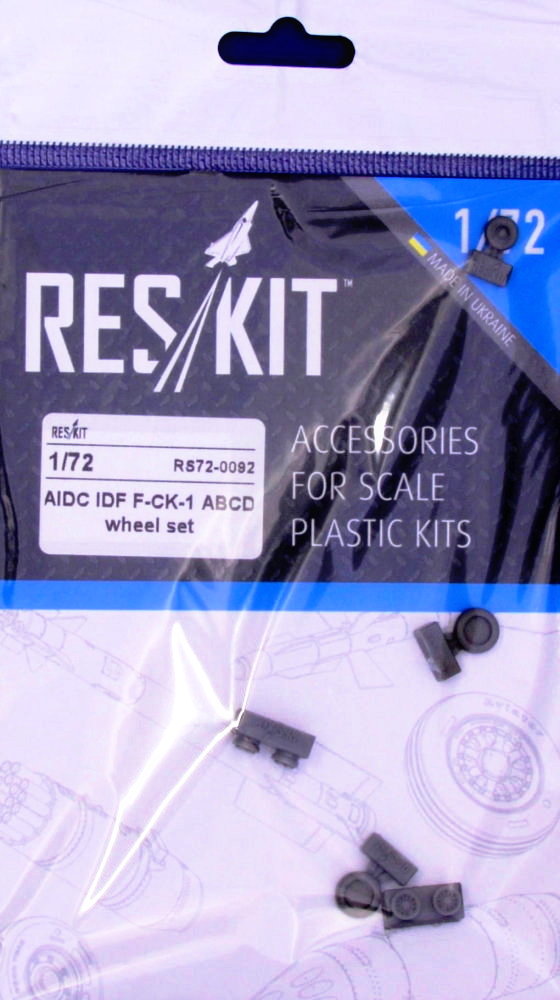 1/72
MADE IN UKRAINE
RES/KIT™
RES/KIT
1/72 RS72-0092
AIDC IDF F-CK-1 ABCD
wheel set
ACCESSORIES
FOR SCALE
PLASTIC KITS
Aviator